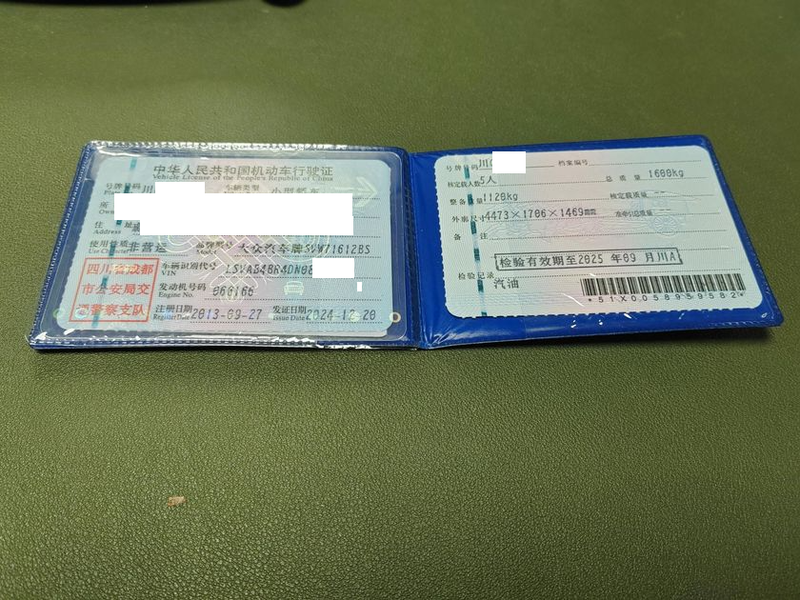 中华人民共和国机动车行驶证
Vehicle License of the People's Republic of China
号牌号码 川 车辆类型 小型轿车
所
住 址
Address
使用性质 非营运 品牌型号 大众汽车牌SVW71612BS
Use Character Model
四川省成都
市公安局交
通警察支队
车辆识别代号 LSVAB4BR4DN08
VIN
发动机号码
Engine No.
注册日期 2013-09-27 发证日期 2024-12-20
Register Date Issue Date
号牌号码 川 档案编号
核定载人数 5人 总质量 1600kg
整备质量 1120kg 核定载质量 --
外廓尺寸 4473×1706×1469mm 准牵引总质量 --
备 注
检验有效期至2025 年09 月川A
检验记录
汽油
*51X0058959582*